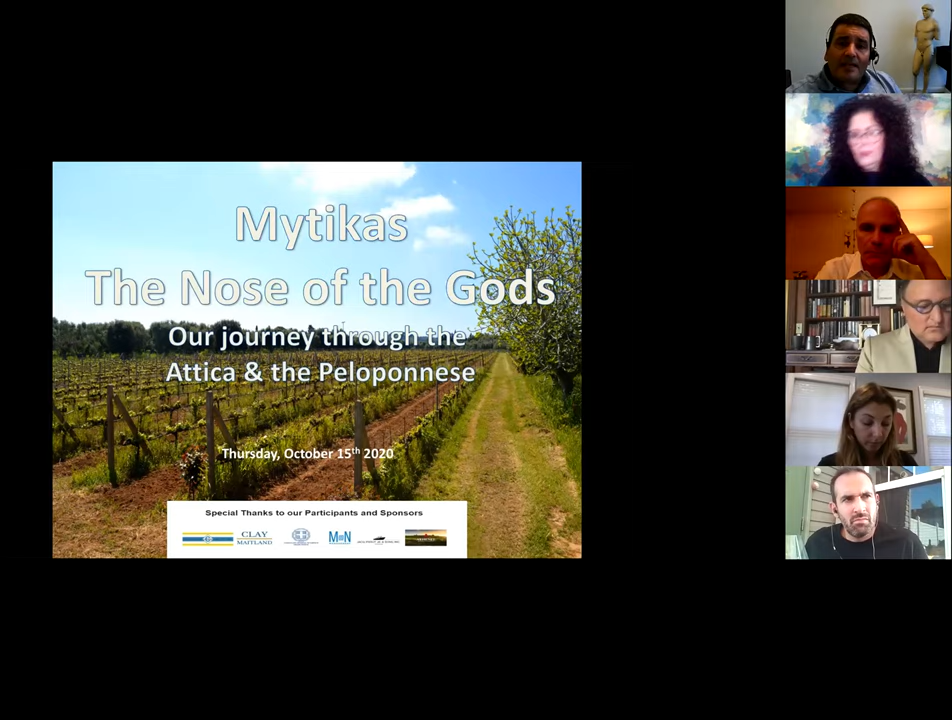 Mytikas
The Nose of the Gods
Our journey through the
Attica & the Peloponnese
Thursday, October 15th 2020
Special Thanks to our Participants and Sponsors
CLAY
MAITLAND